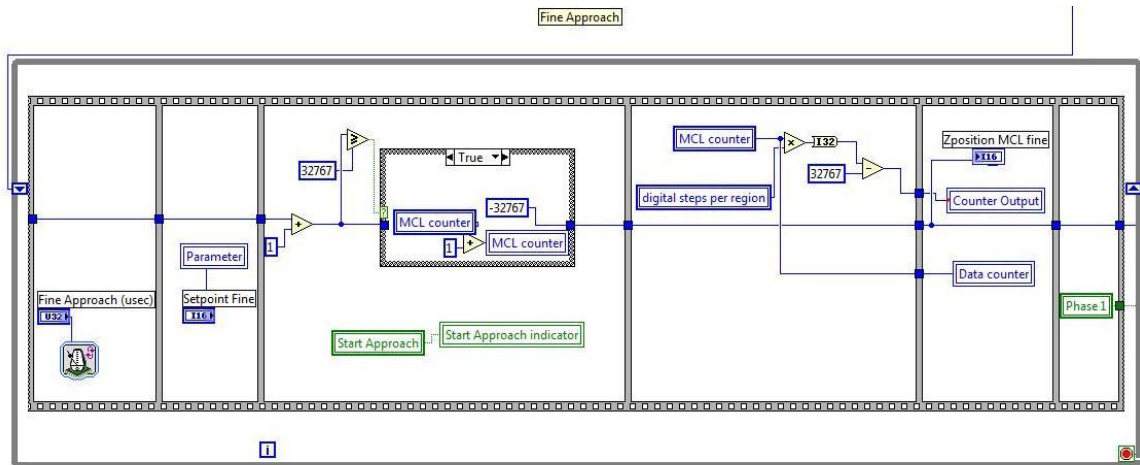 Fine Approach
Fine Approach (usec)
U32
Parameter
Setpoint Fine
I16
1
32767
True
MCL counter
-32767
1
MCL counter
Start Approach
Start Approach indicator
MCL counter
I32
32767
digital steps per region
Zposition MCL fine
I16
Counter Output
Data counter
Phase 1
i